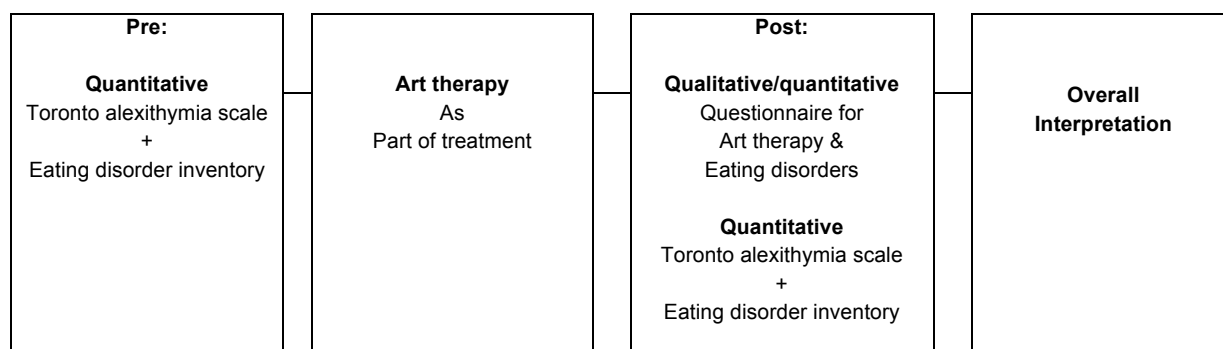 Pre:
Quantitative
Toronto alexithymia scale
+
Eating disorder inventory
Art therapy
As
Part of treatment
Post:
Qualitative/quantitative
Questionnaire for
Art therapy &
Eating disorders
Quantitative
Toronto alexithymia scale
+
Eating disorder inventory
Overall
Interpretation